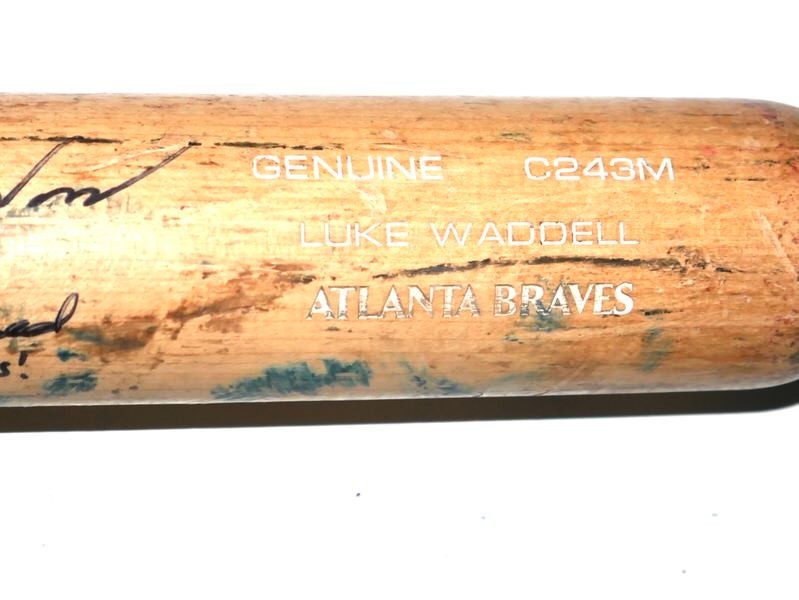 GENUINE C243M
LUKE WADDELL
ATLANTA BRAVES